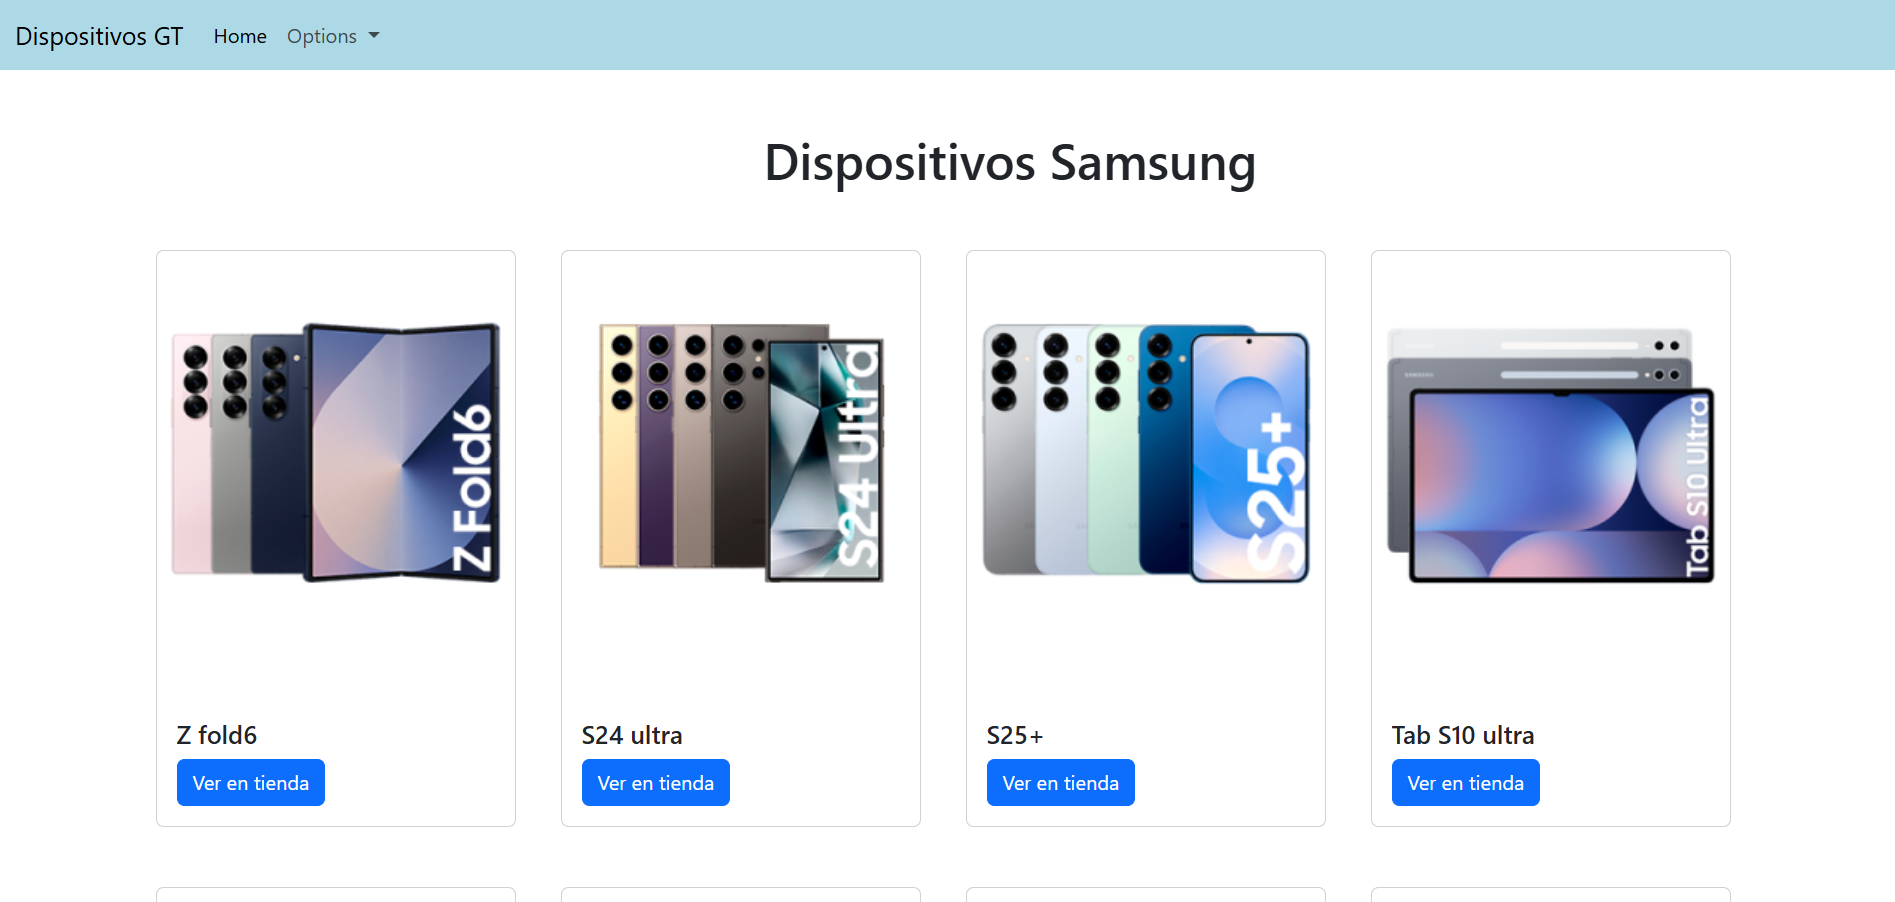 Dispositivos GT Home Options
Dispositivos Samsung
Z Fold6
S24 Ultra
S25+
Tab S10 Ultra
Z fold6
S24 ultra
S25+
Tab S10 ultra
Ver en tienda
Ver en tienda
Ver en tienda
Ver en tienda